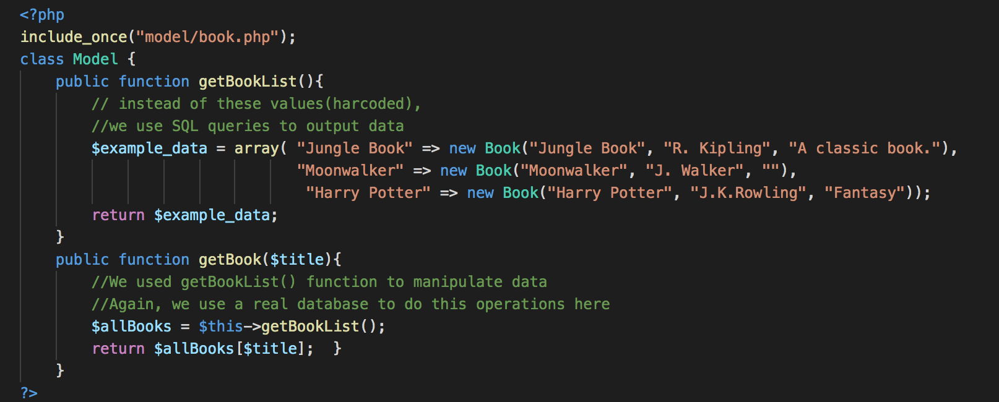 <?php
include_once("model/book.php");
class Model {
    public function getBookList(){
        // instead of these values(harcoded),
        //we use SQL queries to output data
        $example_data = array( "Jungle Book" => new Book("Jungle Book", "R. Kipling", "A classic book."),
                               "Moonwalker" => new Book("Moonwalker", "J. Walker", ""),
                                "Harry Potter" => new Book("Harry Potter", "J.K.Rowling", "Fantasy"));
        return $example_data;
    }
    public function getBook($title){
        //We used getBookList() function to manipulate data
        //Again, we use a real database to do this operations here
        $allBooks = $this->getBookList();
        return $allBooks[$title];  }
    }
?>